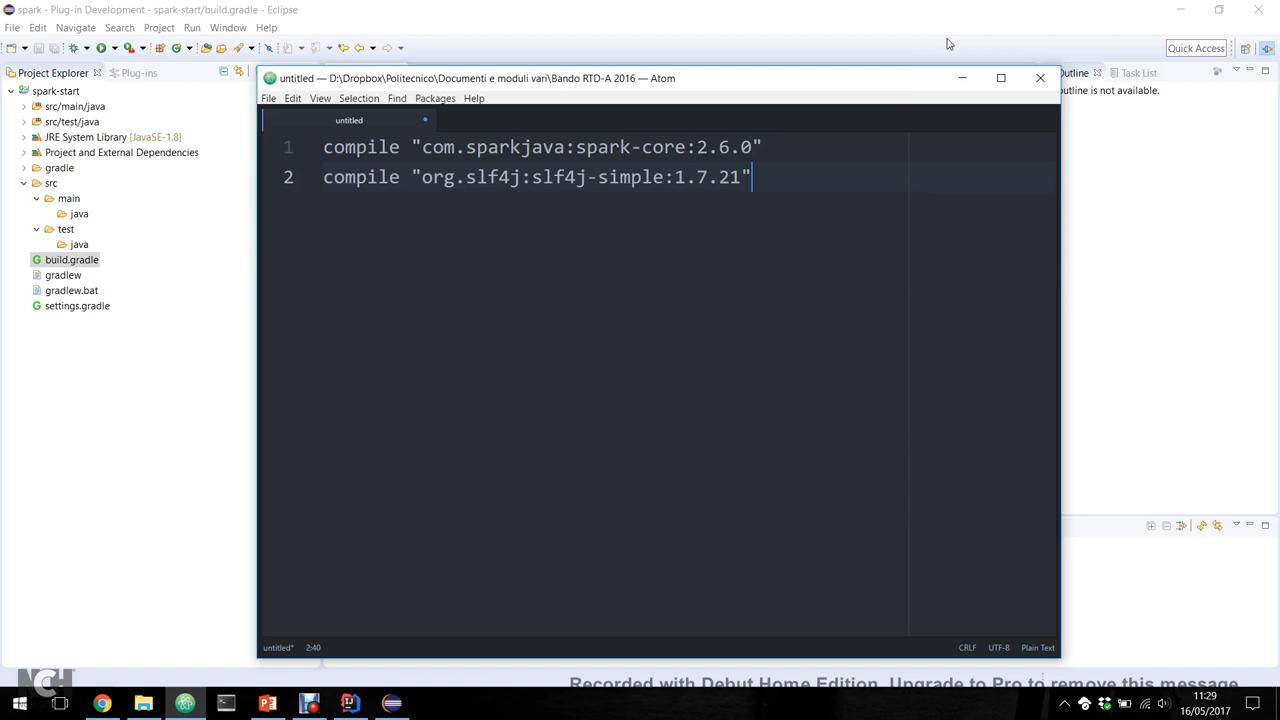 spark - Plug-in Development - spark-start/build.gradle - Eclipse
File Edit Navigate Search Project Run Window Help
Quick Access
Project Explorer Plug-ins
spark-start
src/main/java
src/test/java
JRE System Library [JavaSE-1.8]
Project and External Dependencies
gradle
src
main
java
test
java
build.gradle
gradlew
gradlew.bat
settings.gradle
untitled — D:\Dropbox\Politecnico\Documenti e moduli vari\Bando RTD-A 2016 — Atom
File Edit View Selection Find Packages Help
untitled
1 compile "com.sparkjava:spark-core:2.6.0"
2 compile "org.slf4j:slf4j-simple:1.7.21"
untitled* 2:40 CRLF UTF-8 Plain Text
utline Task List
utline is not available.
NCH
Recorded with Debut Home Edition. Upgrade to Pro to remove this message
11:29
16/05/2017